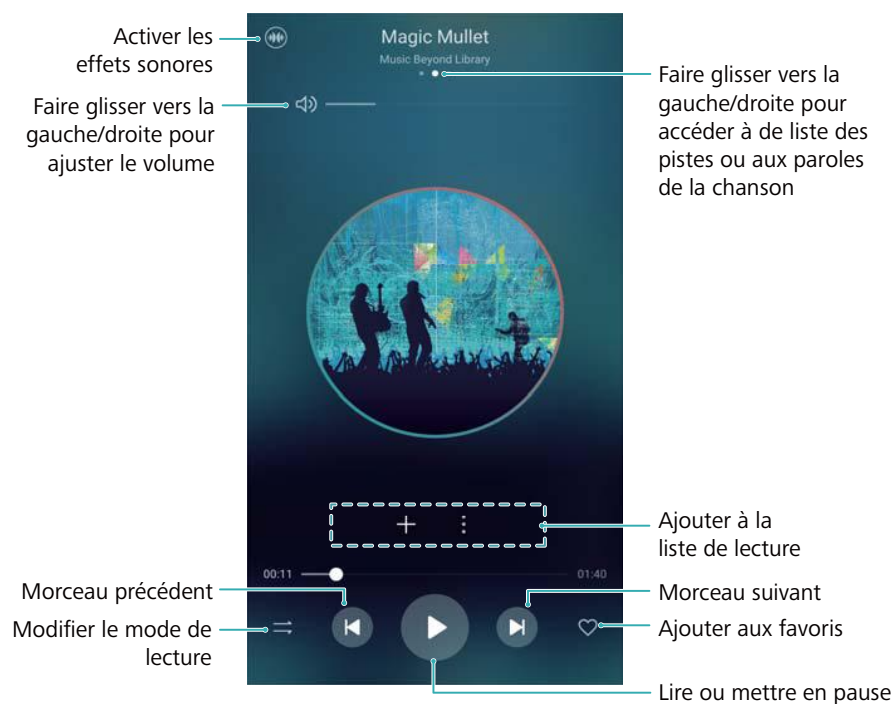 Activer les
effets sonores
Magic Mullet
Music Beyond Library
Faire glisser vers la
gauche/droite pour
ajuster le volume
Faire glisser vers la
gauche/droite pour
accéder à de liste des
pistes ou aux paroles
de la chanson
Ajouter à la
liste de lecture
00:11
01:40
Morceau précédent
Morceau suivant
Modifier le mode de
lecture
Ajouter aux favoris
Lire ou mettre en pause